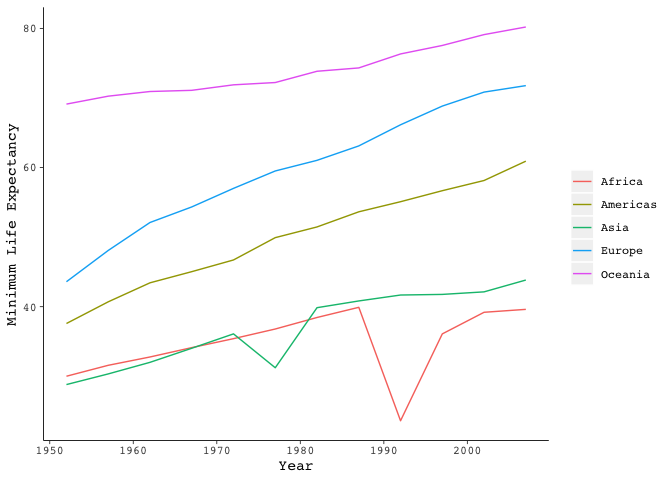 80
60
40
Minimum Life Expectancy
1950 1960 1970 1980 1990 2000
Year
Africa
Americas
Asia
Europe
Oceania